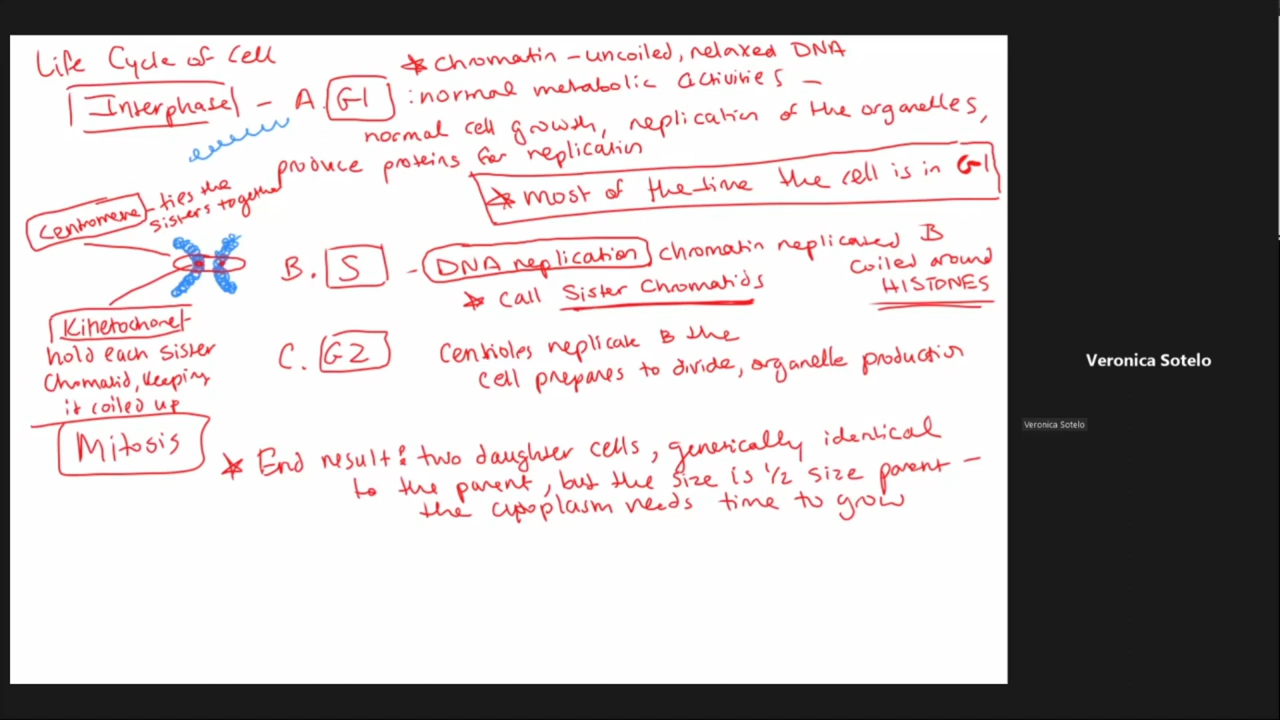 Life Cycle of cell
* Chromatin - uncoiled, relaxed DNA
Interphase - A. G1 : normal metabolic activities -
normal cell growth, replication of the organelles,
produce proteins for replication
* most of the time the cell is in G1
Centromere - ties the
sisters together
B. S - DNA replication chromatin replicated B
coiled around
HISTONES
* call Sister Chromatids
Kinetochore
hold each sister
chromatid, keeping
it coiled up
C. G2 Centrioles replicate B the
cell prepares to divide, organelle production
Mitosis
* End result: two daughter cells, genetically identical
to the parent, but the size is 1/2 size parent -
the cytoplasm needs time to grow
Veronica Sotelo
Veronica Sotelo